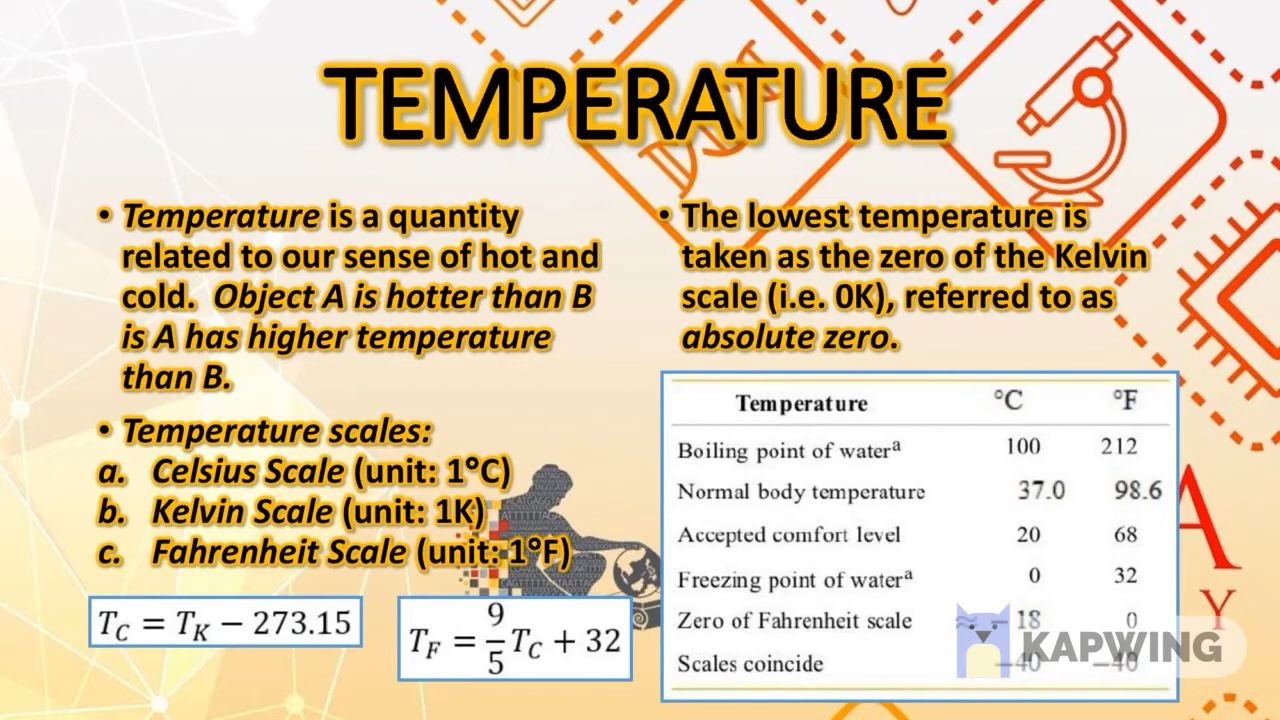 TEMPERATURE
• Temperature is a quantity
related to our sense of hot and
cold. Object A is hotter than B
is A has higher temperature
than B.
• Temperature scales:
a. Celsius Scale (unit: 1°C)
b. Kelvin Scale (unit: 1K)
c. Fahrenheit Scale (unit: 1°F)
T_C = T_K − 273.15
T_F = 9/5 T_C + 32
• The lowest temperature is
taken as the zero of the Kelvin
scale (i.e. 0K), referred to as
absolute zero.
Temperature °C °F
Boiling point of water^a 100 212
Normal body temperature 37.0 98.6
Accepted comfort level 20 68
Freezing point of water^a 0 32
Zero of Fahrenheit scale −18 0
Scales coincide −40 −40
KAPWING
A
Y